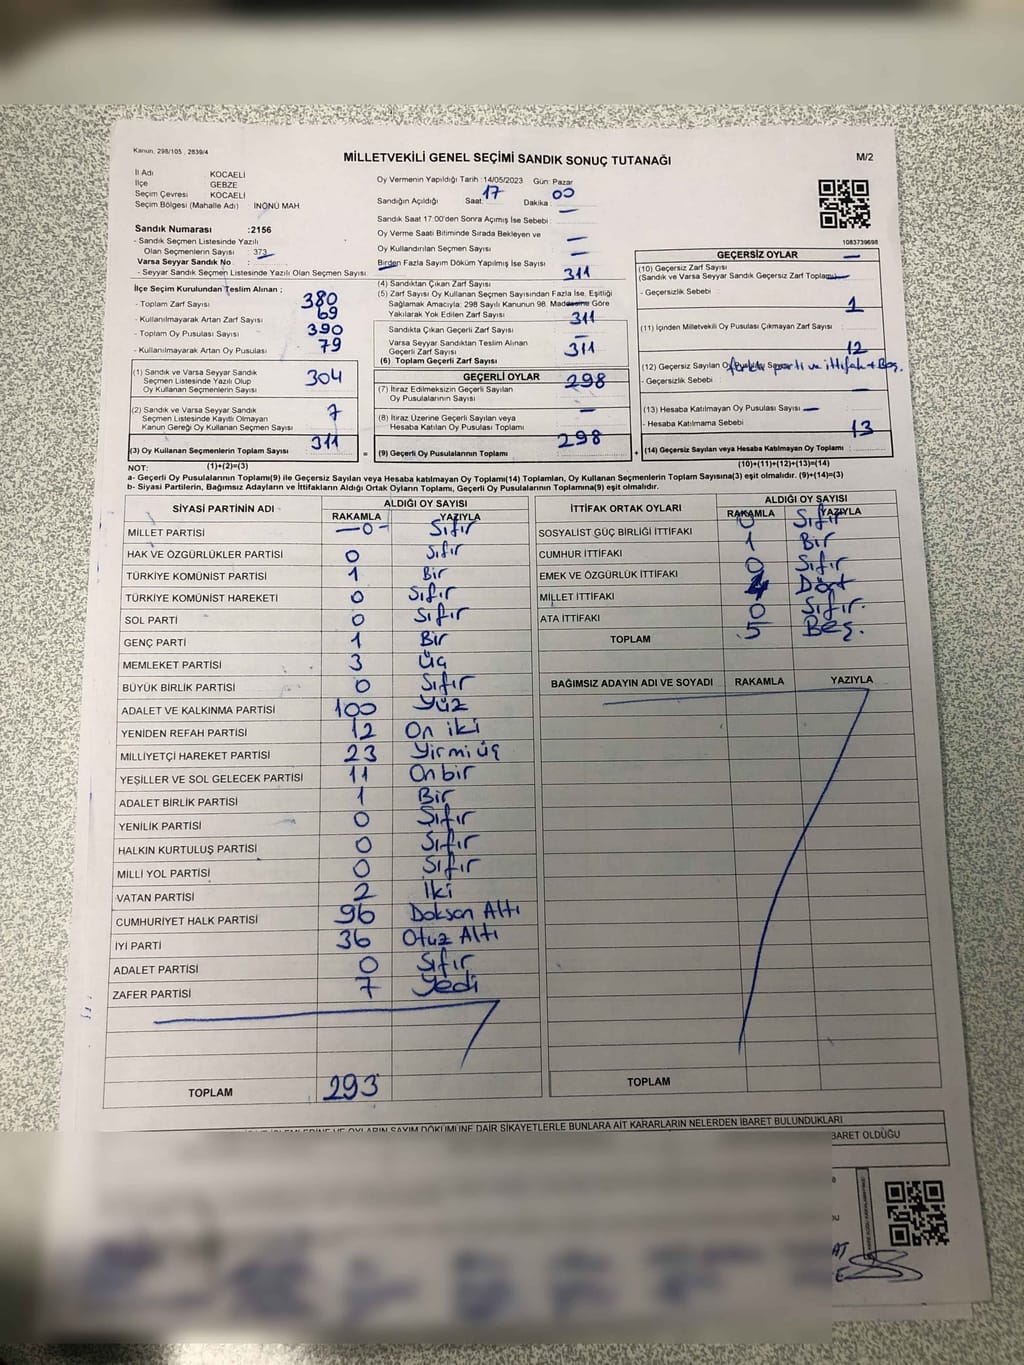 Kanun, 298/105, 2839/4
MİLLETVEKİLİ GENEL SEÇİMİ SANDIK SONUÇ TUTANAĞI
M/2
İl Adı : KOCAELİ
İlçe : GEBZE
Seçim Çevresi : KOCAELİ
Seçim Bölgesi (Mahalle Adı) : İNÖNÜ MAH.
Sandık Numarası :2156
- Sandık Seçmen Listesinde Yazılı
Olan Seçmenlerin Sayısı : 373
Varsa Seyyar Sandık No :
- Seyyar Sandık Seçmen Listesinde Yazılı Olan Seçmen Sayısı:
İlçe Seçim Kurulundan Teslim Alınan ;
- Toplam Zarf Sayısı : 380
- Kullanılmayarak Artan Zarf Sayısı : 69
- Toplam Oy Pusulası Sayısı : 390
- Kullanılmayarak Artan Oy Pusulası : 79
(1) Sandık ve Varsa Seyyar Sandık
Seçmen Listesinde Yazılı Olup
Oy Kullanan Seçmenlerin Sayısı : 304
(2) Sandık ve Varsa Seyyar Sandık
Seçmen Listesinde Kayıtlı Olmayan
Kanun Gereği Oy Kullanan Seçmen Sayısı : 7
(3) Oy Kullanan Seçmenlerin Toplam Sayısı : 311
Oy Vermenin Yapıldığı Tarih :14/05/2023 Gün: Pazar
Sandığın Açıldığı Saat: 17 Dakika : 00
Sandık Saat 17:00'den Sonra Açımış İse Sebebi : —
Oy Verme Saati Bitiminde Sırada Bekleyen ve
Oy Kullandırılan Seçmen Sayısı : —
Birden Fazla Sayım Döküm Yapılmış İse Sayısı : —
(4) Sandıktan Çıkan Zarf Sayısı : 311
(5) Zarf Sayısı Oy Kullanan Seçmen Sayısından Fazla İse, Eşitliği
Sağlamak Amacıyla; 298 Sayılı Kanunun 98. Maddesine Göre
Yakılarak Yok Edilen Zarf Sayısı : —
Sandıkta Çıkan Geçerli Zarf Sayısı : 311
Varsa Seyyar Sandıktan Teslim Alınan
Geçerli Zarf Sayısı : —
(6) Toplam Geçerli Zarf Sayısı : 311
GEÇERLİ OYLAR
(7) İtiraz Edilmeksizin Geçerli Sayılan
Oy Pusulalarının Sayısı : 298
(8) İtiraz Üzerine Geçerli Sayılan veya
Hesaba Katılan Oy Pusulası Toplamı : —
= (9) Geçerli Oy Pusulalarının Toplamı : 298
1083739698
GEÇERSİZ OYLAR
(10) Geçersiz Zarf Sayısı
(Sandık ve Varsa Seyyar Sandık Geçersiz Zarf Toplamı) —
- Geçersizlik Sebebi :
(11) İçinden Milletvekili Oy Pusulası Çıkmayan Zarf Sayısı : 1
(12) Geçersiz Sayılan Oy Pusulası Sayısı : 12
- Geçersizlik Sebebi : parti ve ittifak + Boş.
(13) Hesaba Katılmayan Oy Pusulası Sayısı : —
- Hesaba Katılmama Sebebi : —
+ (14) Geçersiz Sayılan veya Hesaba Katılmayan Oy Toplamı : 13
NOT: (1)+(2)=(3) (10)+(11)+(12)+(13)=(14)
a- Geçerli Oy Pusulalarının Toplamı(9) ile Geçersiz Sayılan veya Hesaba katılmayan Oy Toplamı(14) Toplamları, Oy Kullanan Seçmenlerin Toplam Sayısına(3) eşit olmalıdır. (9)+(14)=(3)
b- Siyasi Partilerin, Bağımsız Adayların ve İttifakların Aldığı Ortak Oyların Toplamı, Geçerli Oy Pusulalarının Toplamına(9) eşit olmalıdır.
SİYASİ PARTİNİN ADI ALDIĞI OY SAYISI
RAKAMLA YAZIYLA
MİLLET PARTİSİ —0— Sıfır
HAK VE ÖZGÜRLÜKLER PARTİSİ 0 Sıfır
TÜRKİYE KOMÜNİST PARTİSİ 1 Bir
TÜRKİYE KOMÜNİST HAREKETİ 0 Sıfır
SOL PARTİ 0 Sıfır
GENÇ PARTİ 1 Bir
MEMLEKET PARTİSİ 3 Üç
BÜYÜK BİRLİK PARTİSİ 0 Sıfır
ADALET VE KALKINMA PARTİSİ 100 Yüz
YENİDEN REFAH PARTİSİ 12 On iki
MİLLİYETÇİ HAREKET PARTİSİ 23 Yirmi üç
YEŞİLLER VE SOL GELECEK PARTİSİ 11 On bir
ADALET BİRLİK PARTİSİ 1 Bir
YENİLİK PARTİSİ 0 Sıfır
HALKIN KURTULUŞ PARTİSİ 0 Sıfır
MİLLİ YOL PARTİSİ 0 Sıfır
VATAN PARTİSİ 2 İki
CUMHURİYET HALK PARTİSİ 96 Doksan Altı
İYİ PARTİ 36 Otuz Altı
ADALET PARTİSİ 0 Sıfır
ZAFER PARTİSİ 7 Yedi
TOPLAM 293
İTTİFAK ORTAK OYLARI ALDIĞI OY SAYISI
RAKAMLA YAZIYLA
SOSYALİST GÜÇ BİRLİĞİ İTTİFAKI 0 Sıfır
CUMHUR İTTİFAKI 1 Bir
EMEK VE ÖZGÜRLÜK İTTİFAKI 0 Sıfır
MİLLET İTTİFAKI 4 Dört
ATA İTTİFAKI 0 Sıfır.
TOPLAM 5 Beş.
BAĞIMSIZ ADAYIN ADI VE SOYADI RAKAMLA YAZIYLA
TOPLAM
OYLARIN SAYIM DÖKÜMÜNE DAİR ŞİKAYETLERLE BUNLARA AİT KARARLARIN NELERDEN İBARET BULUNDUKLARI
BARET OLDUĞU